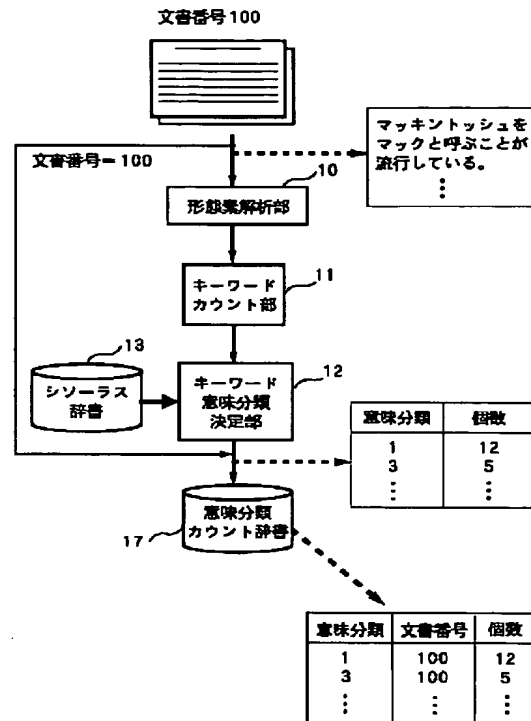 文書番号100
文書番号=100
マッキントッシュを
マックと呼ぶことが
流行している。
⋮
10
形態素解析部
11
キーワード
カウント部
13
シソーラス
辞書
12
キーワード
意味分類
決定部
意味分類 個数
1 12
3 5
⋮ ⋮
意味分類
カウント辞書
17
意味分類 文書番号 個数
1 100 12
3 100 5
⋮ ⋮ ⋮